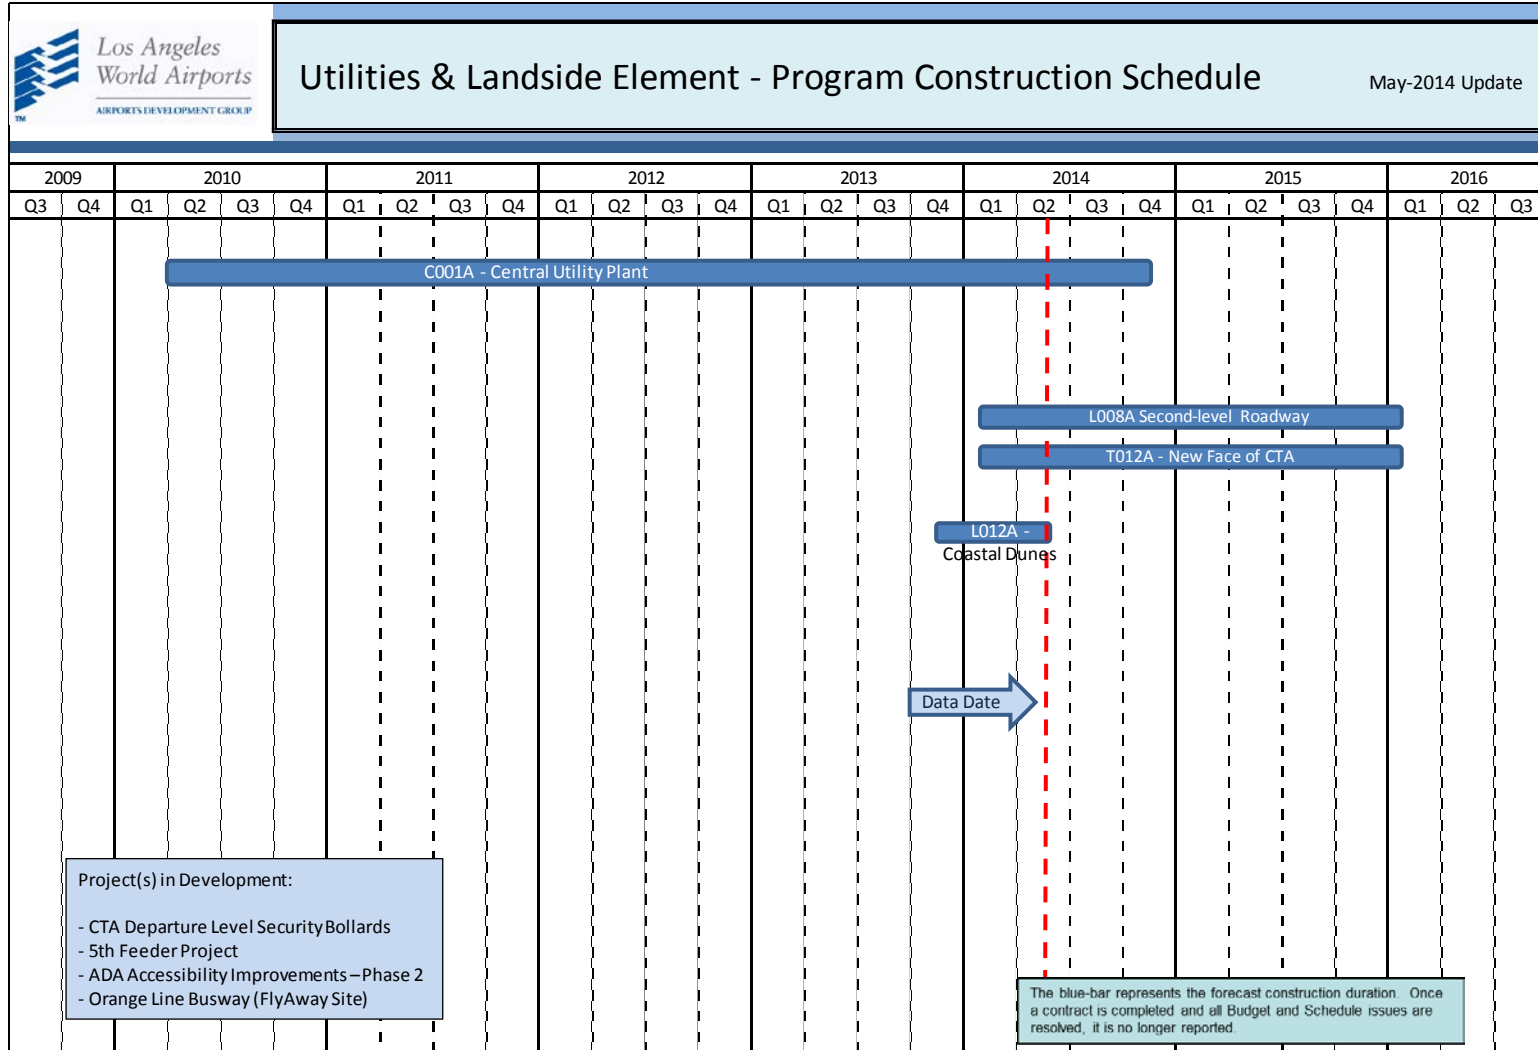 Los Angeles
World Airports
AIRPORTS DEVELOPMENT GROUP
TM
Utilities & Landside Element - Program Construction Schedule
May-2014 Update
2009 2010 2011 2012 2013 2014 2015 2016
Q3 Q4 Q1 Q2 Q3 Q4 Q1 Q2 Q3 Q4 Q1 Q2 Q3 Q4 Q1 Q2 Q3 Q4 Q1 Q2 Q3 Q4 Q1 Q2 Q3 Q4 Q1 Q2 Q3
C001A - Central Utility Plant
L008A Second-level Roadway
T012A - New Face of CTA
L012A -
Coastal Dunes
Data Date
Project(s) in Development:
- CTA Departure Level Security Bollards
- 5th Feeder Project
- ADA Accessibility Improvements – Phase 2
- Orange Line Busway (FlyAway Site)
The blue-bar represents the forecast construction duration. Once
a contract is completed and all Budget and Schedule issues are
resolved, it is no longer reported.